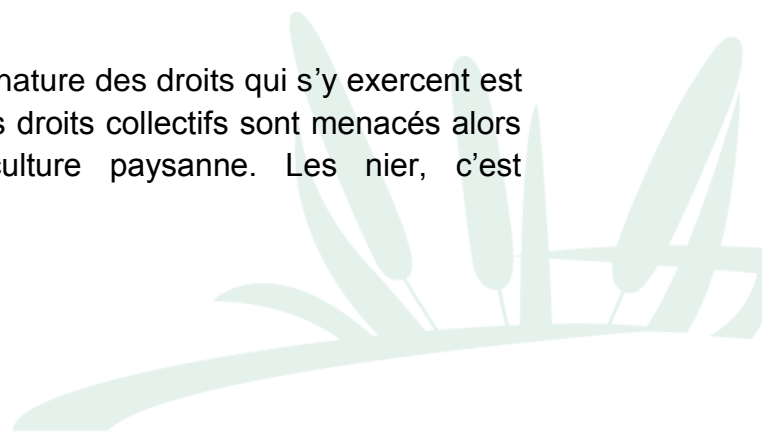 nature des droits qui s’y exercent est
s droits collectifs sont menacés alors
culture paysanne. Les nier, c’est